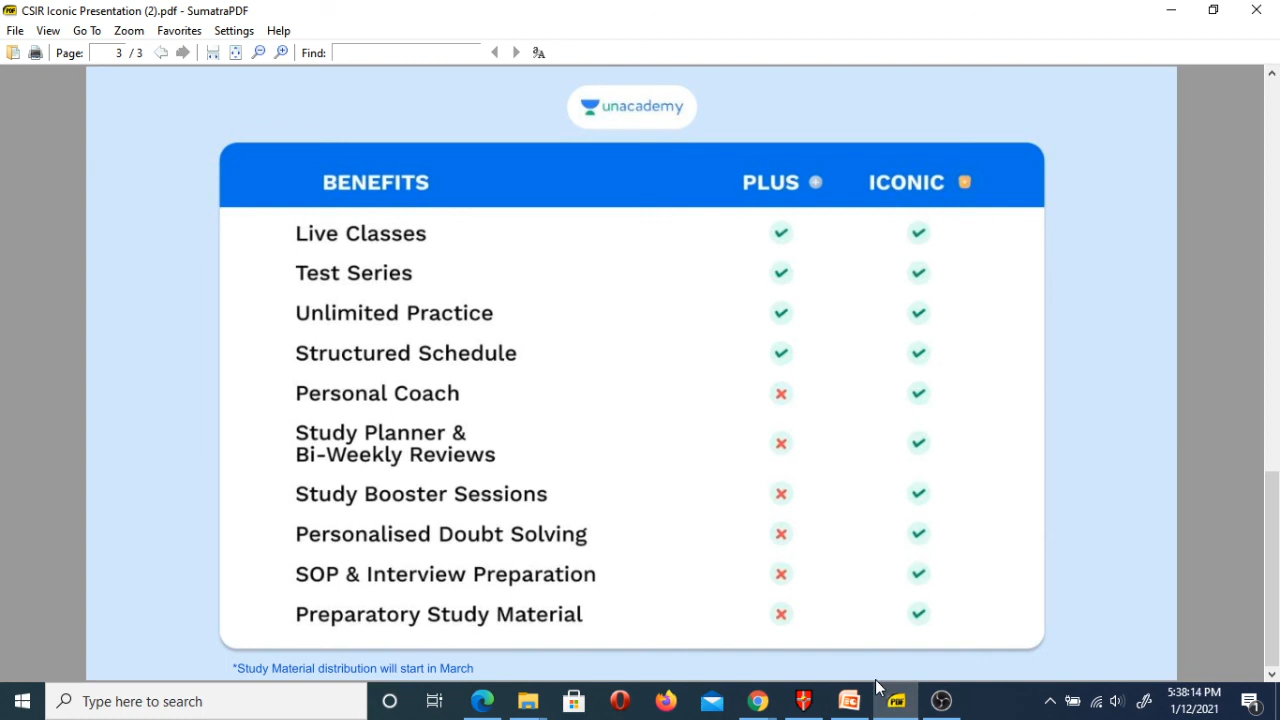 CSIR Iconic Presentation (2).pdf - SumatraPDF
File View Go To Zoom Favorites Settings Help
Page: 3 / 3 Find:
unacademy
BENEFITS PLUS ICONIC
Live Classes
Test Series
Unlimited Practice
Structured Schedule
Personal Coach
Study Planner &
Bi-Weekly Reviews
Study Booster Sessions
Personalised Doubt Solving
SOP & Interview Preparation
Preparatory Study Material
*Study Material distribution will start in March
Type here to search
5:38:14 PM
1/12/2021